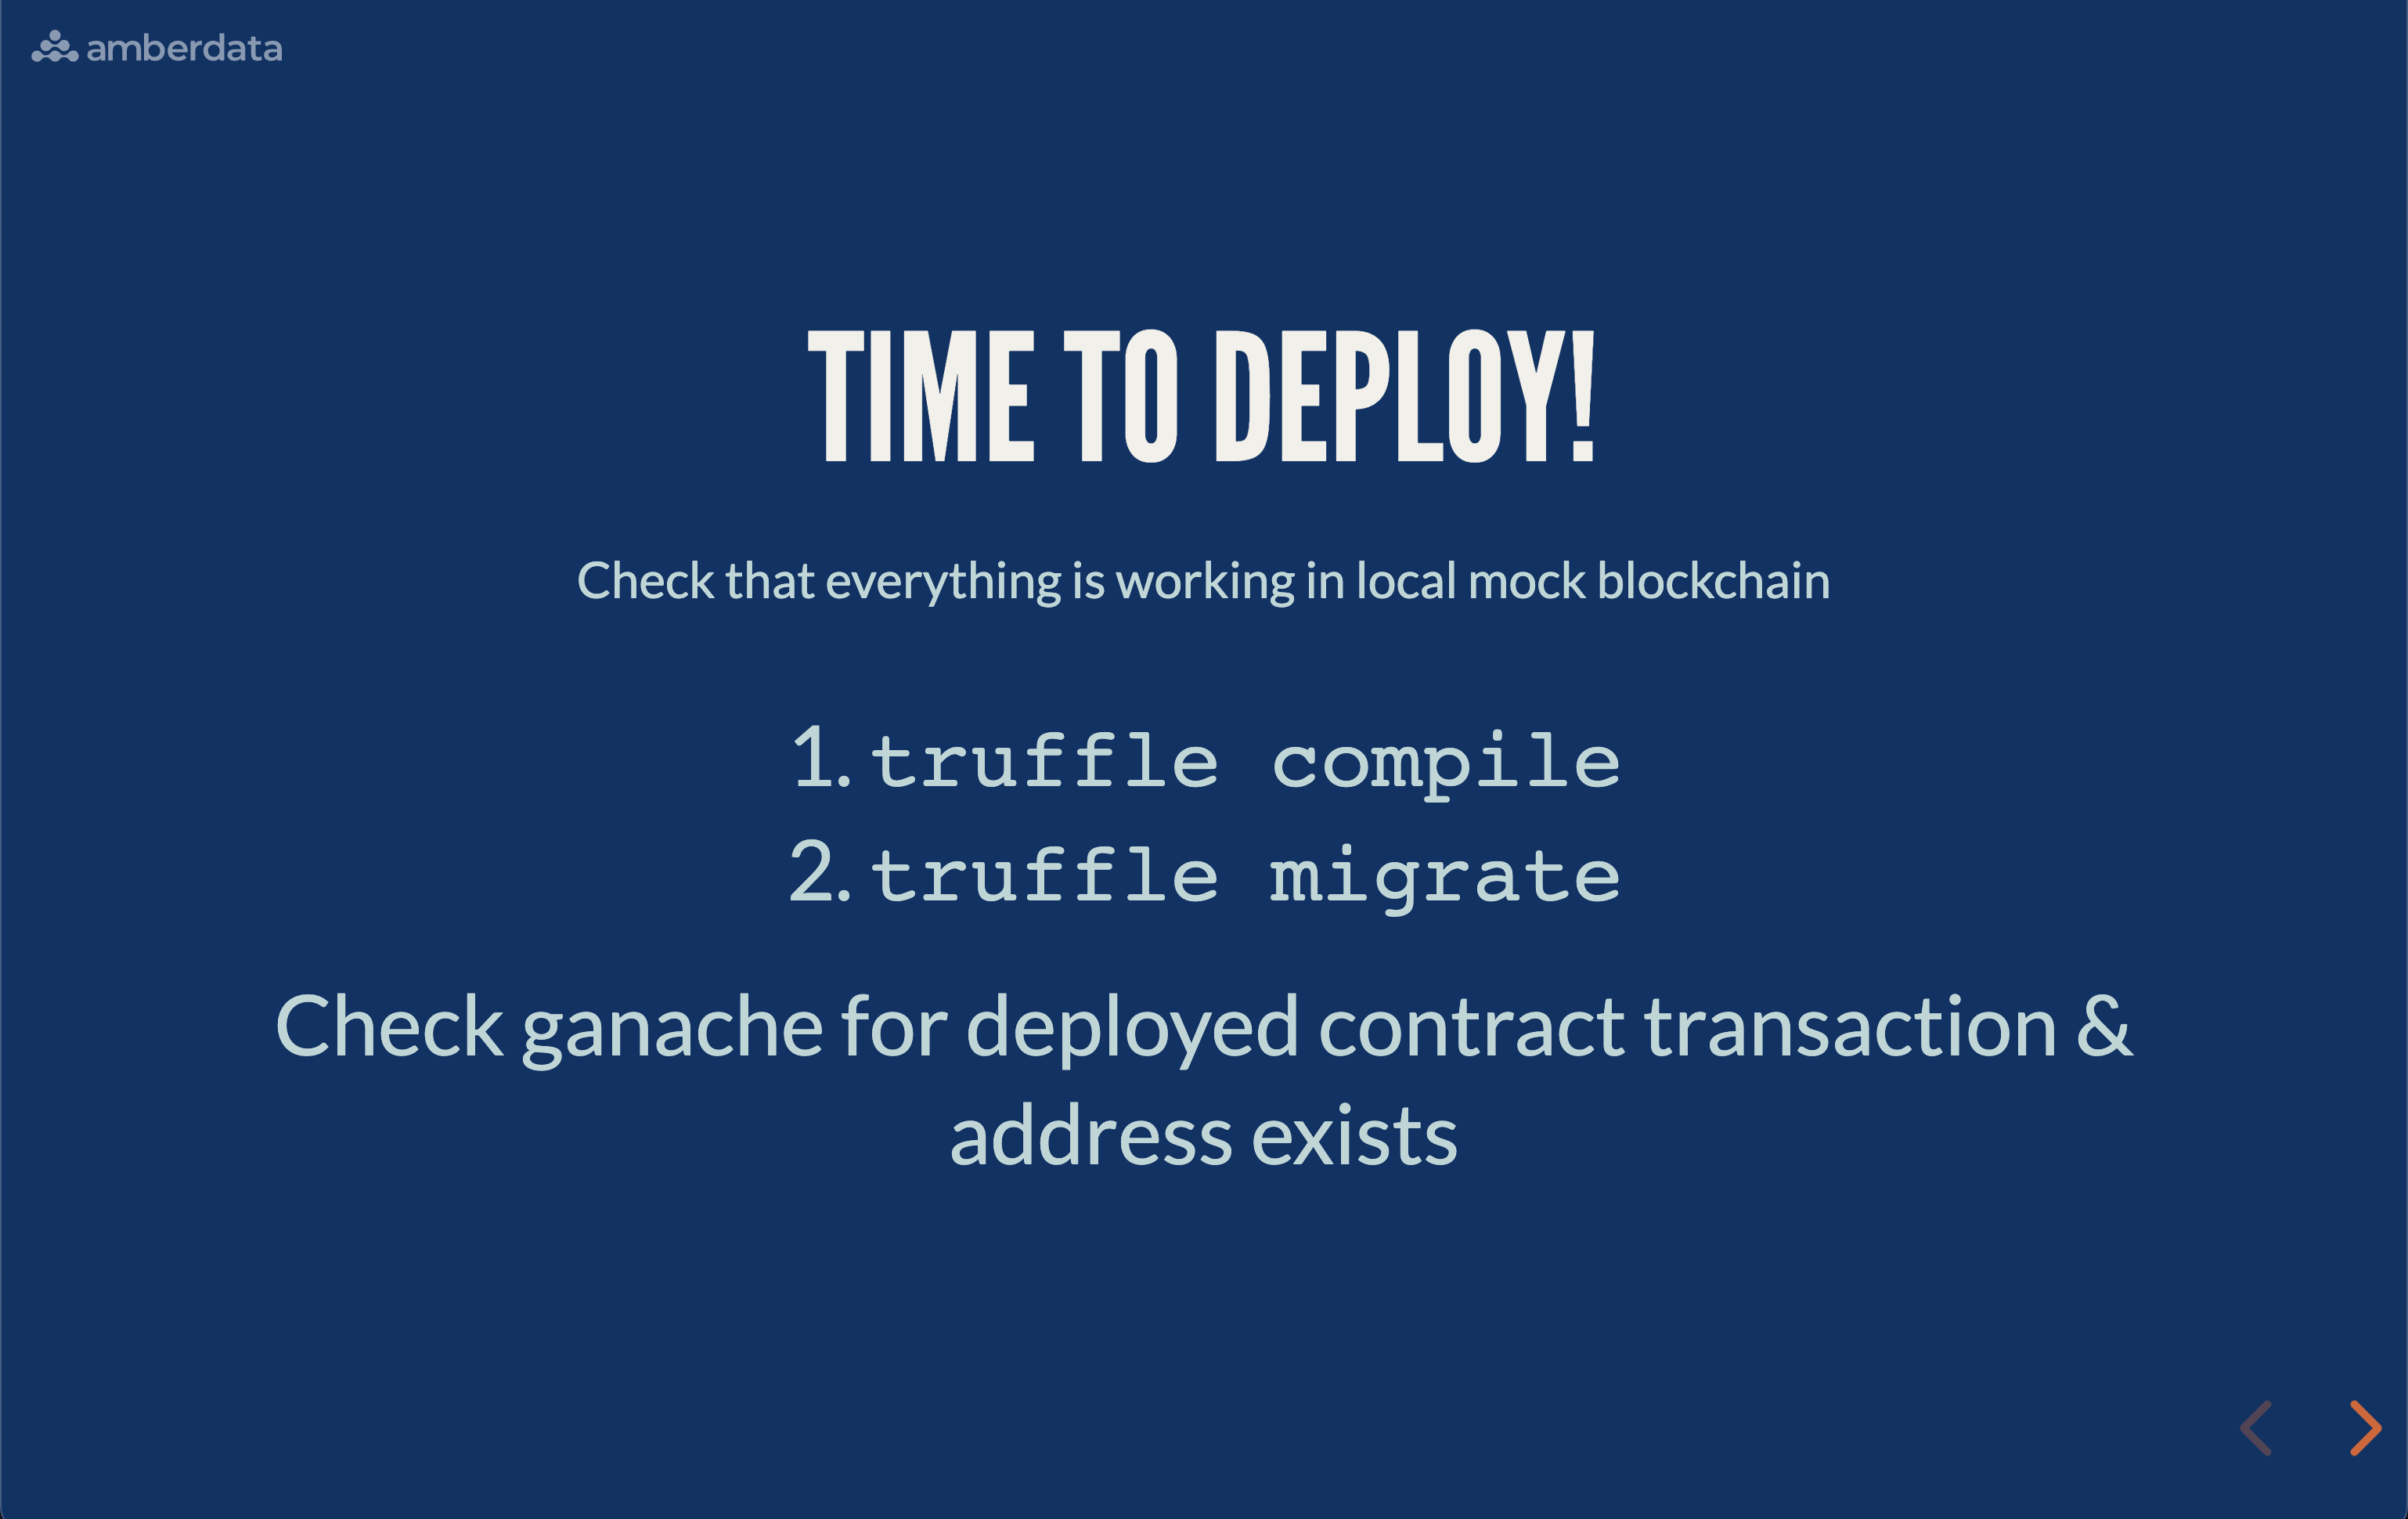 amberdata
TIME TO DEPLOY!
Check that everything is working in local mock blockchain
1. truffle compile
2. truffle migrate
Check ganache for deployed contract transaction &
address exists